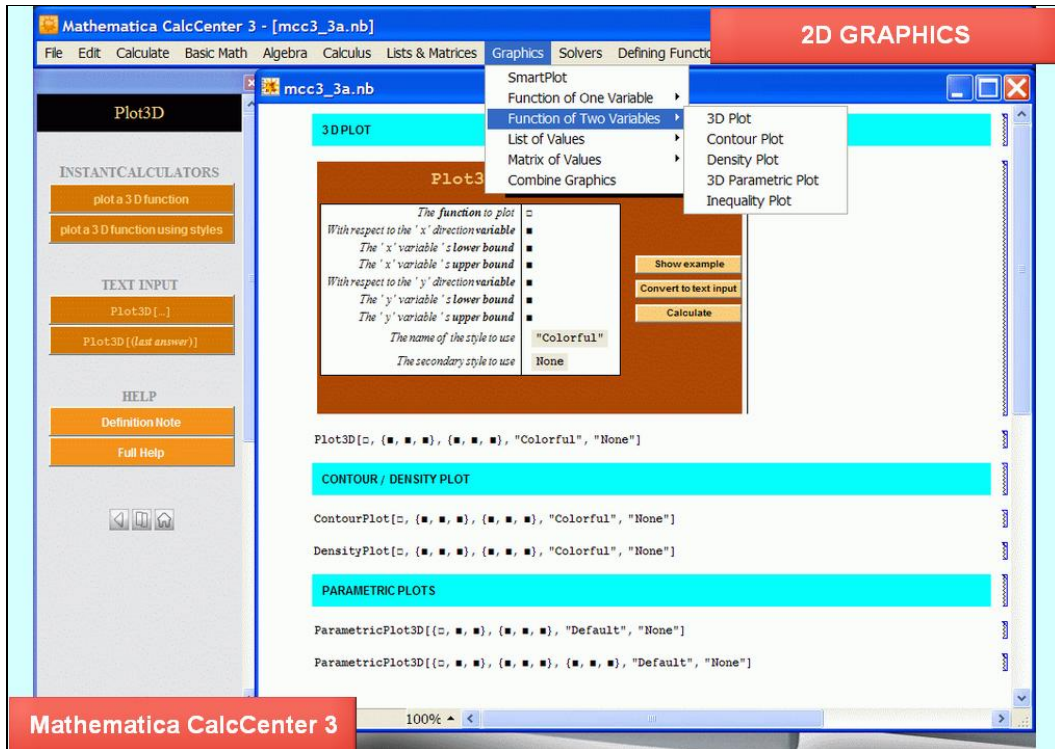 Mathematica CalcCenter 3 - [mcc3_3a.nb]
2D GRAPHICS
File Edit Calculate Basic Math Algebra Calculus Lists & Matrices Graphics Solvers Defining Functio
mcc3_3a.nb
SmartPlot
Function of One Variable
Function of Two Variables
List of Values
Matrix of Values
Combine Graphics
3D Plot
Contour Plot
Density Plot
3D Parametric Plot
Inequality Plot
Plot3D
INSTANTCALCULATORS
plot a 3D function
plot a 3D function using styles
TEXT INPUT
Plot3D[…]
Plot3D[(last answer)]
HELP
Definition Note
Full Help
3D PLOT
Plot3
The function to plot □
With respect to the 'x' direction variable ■
The 'x' variable 's lower bound ■
The 'x' variable 's upper bound ■
With respect to the 'y' direction variable ■
The 'y' variable 's lower bound ■
The 'y' variable 's upper bound ■
The name of the style to use "Colorful"
The secondary style to use None
Show example
Convert to text input
Calculate
Plot3D[□, {■, ■, ■}, {■, ■, ■}, "Colorful", "None"]
CONTOUR / DENSITY PLOT
ContourPlot[□, {■, ■, ■}, {■, ■, ■}, "Colorful", "None"]
DensityPlot[□, {■, ■, ■}, {■, ■, ■}, "Colorful", "None"]
PARAMETRIC PLOTS
ParametricPlot3D[{□, ■, ■}, {■, ■, ■}, "Default", "None"]
ParametricPlot3D[{□, ■, ■}, {■, ■, ■}, {■, ■, ■}, "Default", "None"]
100%
Mathematica CalcCenter 3